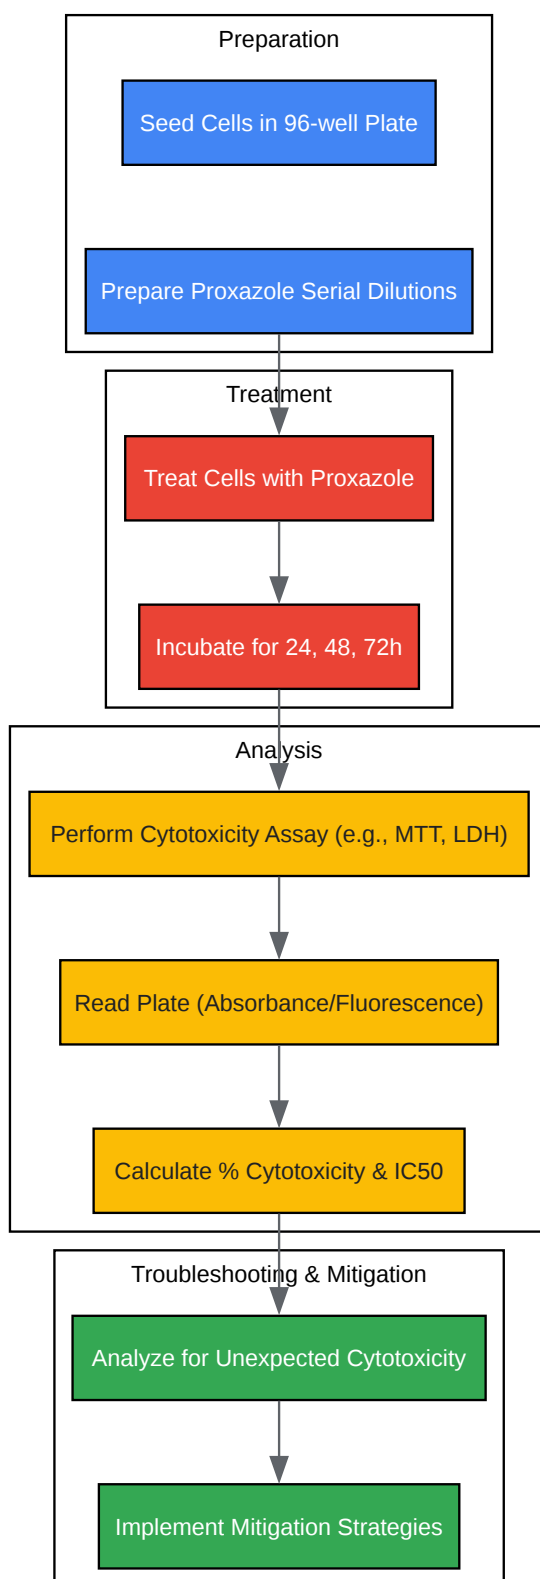 Preparation
Seed Cells in 96-well Plate
Prepare Proxazole Serial Dilutions
Treatment
Treat Cells with Proxazole
Incubate for 24, 48, 72h
Analysis
Perform Cytotoxicity Assay (e.g., MTT, LDH)
Read Plate (Absorbance/Fluorescence)
Calculate % Cytotoxicity & IC50
Troubleshooting & Mitigation
Analyze for Unexpected Cytotoxicity
Implement Mitigation Strategies